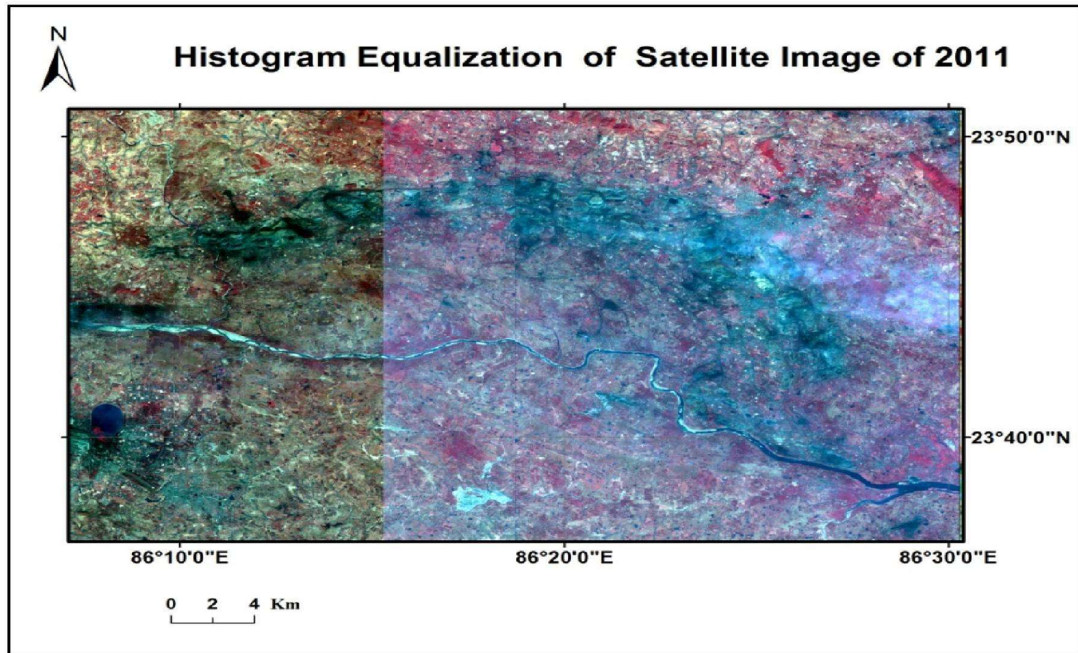 N
Histogram Equalization of Satellite Image of 2011
23°50'0"N
23°40'0"N
86°10'0"E 86°20'0"E 86°30'0"E
0 2 4 Km